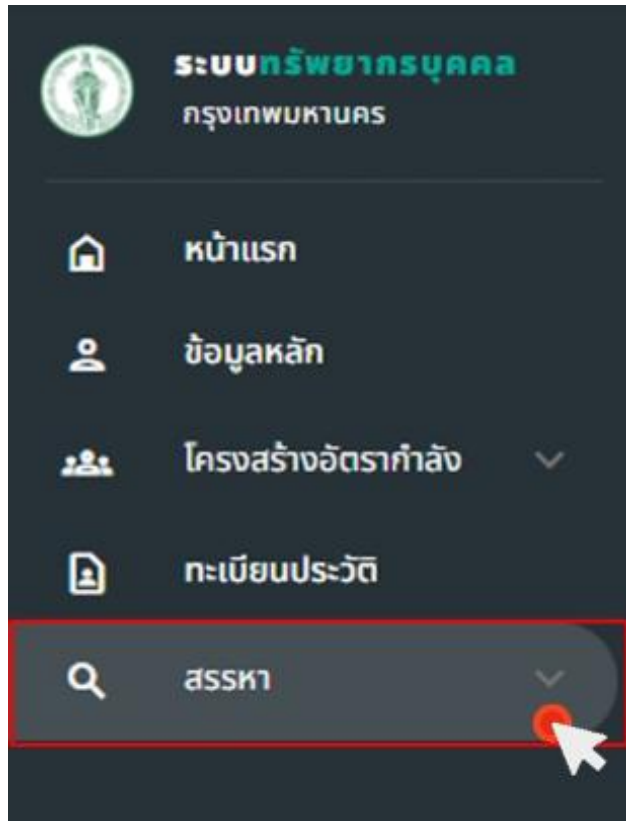 ระบบทรัพยากรบุคคล
กรุงเทพมหานคร
หน้าแรก
ข้อมูลหลัก
โครงสร้างอัตรากำลัง
ทะเบียนประวัติ
สรรหา